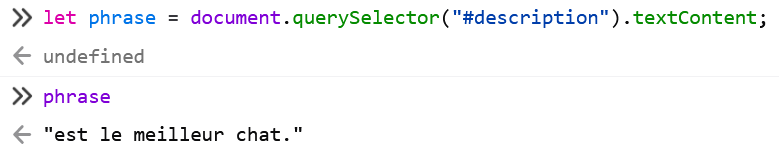 let phrase = document.querySelector("#description").textContent;
undefined
phrase
"est le meilleur chat."